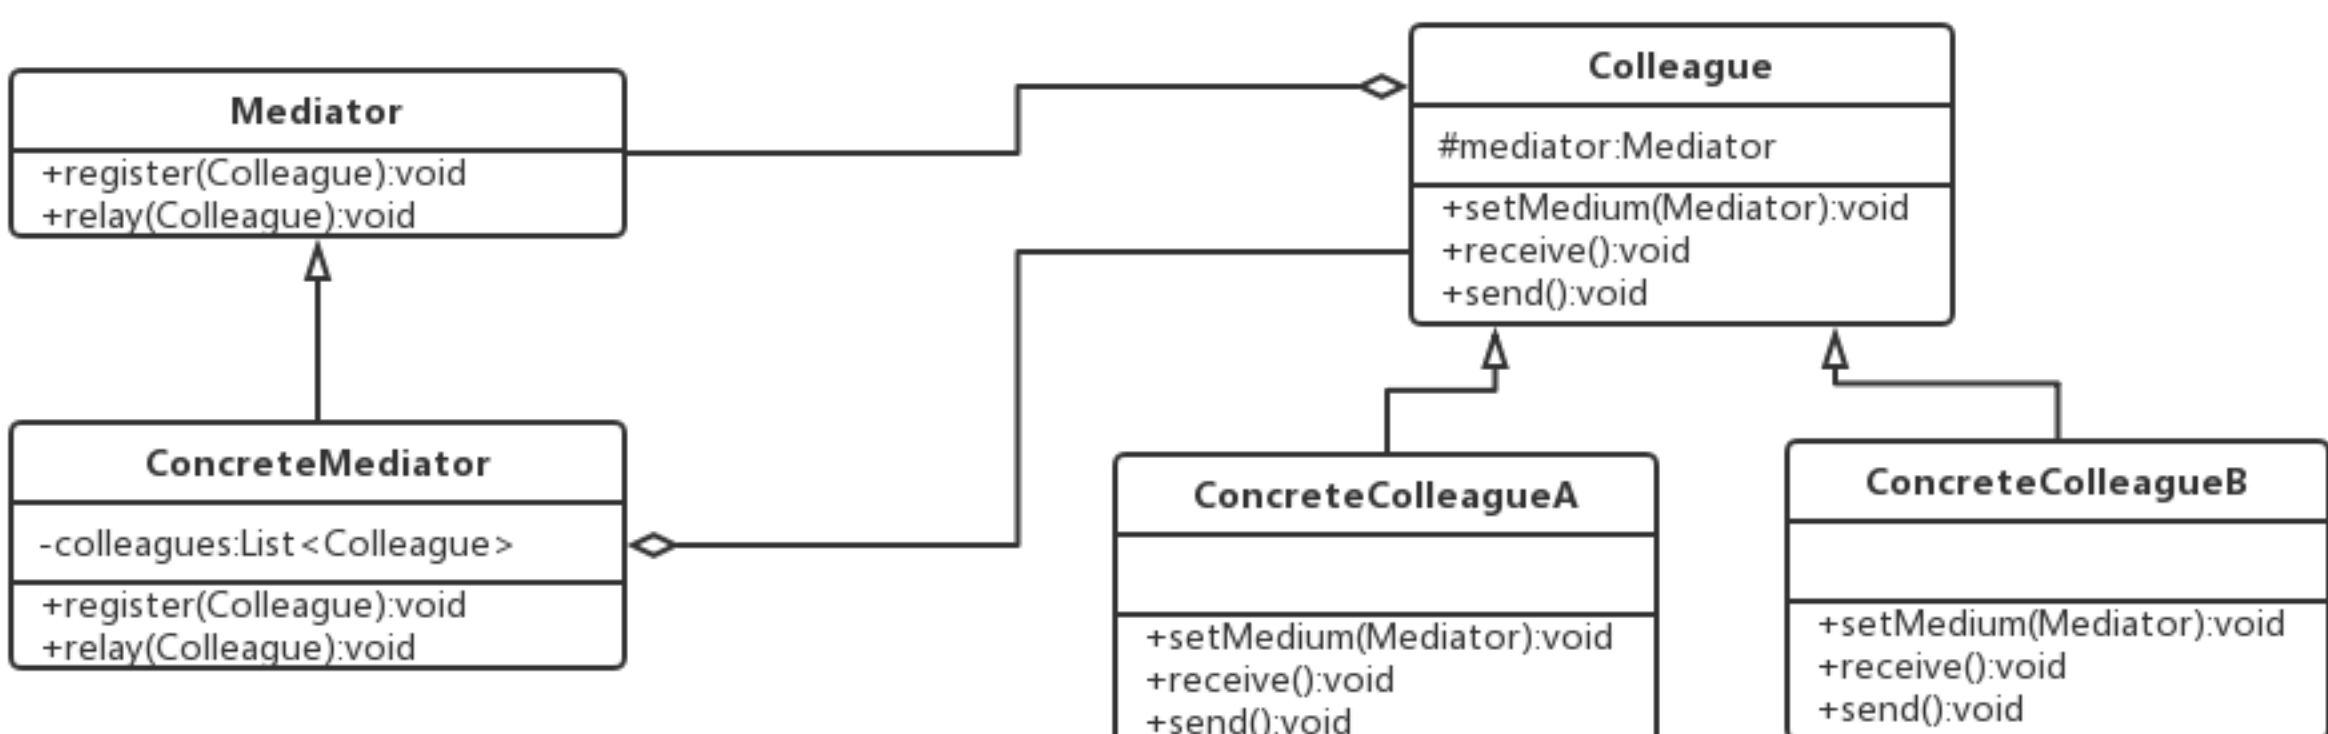 Mediator
+register(Colleague):void
+relay(Colleague):void
Colleague
#mediator:Mediator
+setMedium(Mediator):void
+receive():void
+send():void
ConcreteMediator
-colleagues:List<Colleague>
+register(Colleague):void
+relay(Colleague):void
ConcreteColleagueA
+setMedium(Mediator):void
+receive():void
+send():void
ConcreteColleagueB
+setMedium(Mediator):void
+receive():void
+send():void